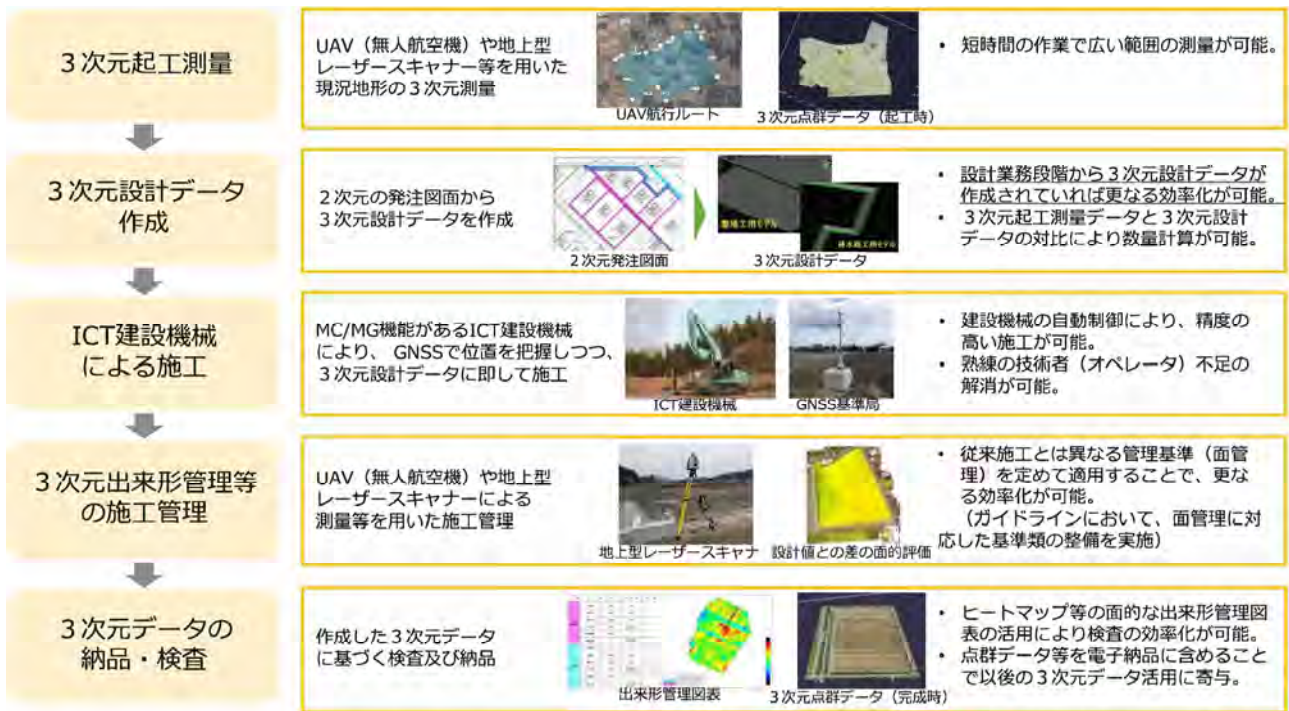 ３次元起工測量
UAV（無人航空機）や地上型
レーザースキャナー等を用いた
現況地形の３次元測量
UAV航行ルート
３次元点群データ（起工時）
• 短時間の作業で広い範囲の測量が可能。
３次元設計データ
作成
２次元の発注図面から
３次元設計データを作成
２次元発注図面
３次元設計データ
• 設計業務段階から３次元設計データが
作成されていれば更なる効率化が可能。
• ３次元起工測量データと３次元設計
データの対比により数量計算が可能。
ICT建設機械
による施工
MC/MG機能があるICT建設機械
により、 GNSSで位置を把握しつつ、
３次元設計データに即して施工
ICT建設機械
GNSS基準局
• 建設機械の自動制御により、精度の
高い施工が可能。
• 熟練の技術者（オペレータ）不足の
解消が可能。
３次元出来形管理等
の施工管理
UAV（無人航空機）や地上型
レーザースキャナーによる
測量等を用いた施工管理
地上型レーザースキャナ
設計値との差の面的評価
• 従来施工とは異なる管理基準（面管
理）を定めて適用することで、更な
る効率化が可能。
（ガイドラインにおいて、面管理に対
応した基準類の整備を実施）
３次元データの
納品・検査
作成した３次元データ
に基づく検査及び納品
出来形管理図表
３次元点群データ（完成時）
• ヒートマップ等の面的な出来形管理図
表の活用により検査の効率化が可能。
• 点群データ等を電子納品に含めること
で以後の３次元データ活用に寄与。